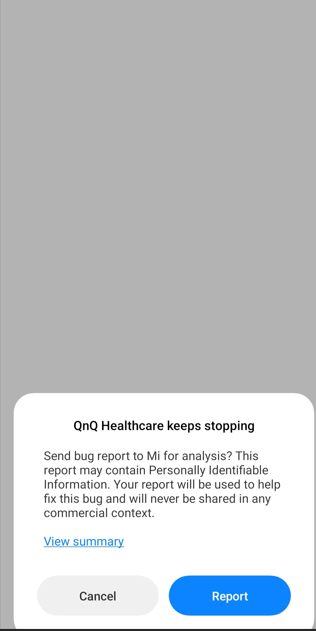 QnQ Healthcare keeps stopping
Send bug report to Mi for analysis? This
report may contain Personally Identifiable
Information. Your report will be used to help
fix this bug and will never be shared in any
commercial context.
View summary
Cancel
Report